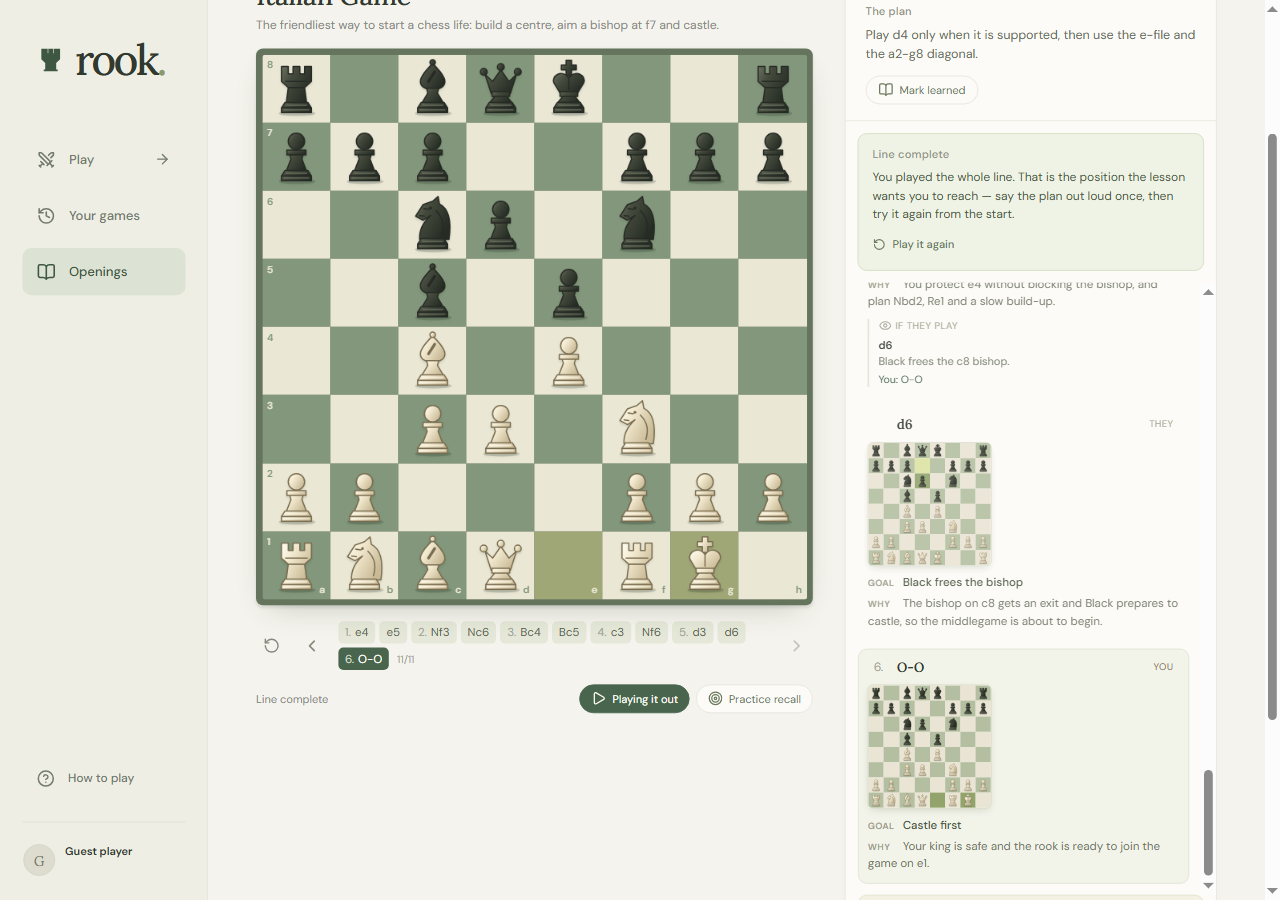 rook.
Play
Your games
Openings
How to play
G
Guest player
Italian Game
The friendliest way to start a chess life: build a centre, aim a bishop at f7 and castle.
8
7
6
5
4
3
2
1
a
b
c
d
e
f
g
h
1. e4
e5
2. Nf3
Nc6
3. Bc4
Bc5
4. c3
Nf6
5. d3
d6
6. O-O
11/11
Line complete
Playing it out
Practice recall
The plan
Play d4 only when it is supported, then use the e-file and
the a2-g8 diagonal.
Mark learned
Line complete
You played the whole line. That is the position the lesson
wants you to reach — say the plan out loud once, then
try it again from the start.
Play it again
WHY You protect e4 without blocking the bishop, and
plan Nbd2, Re1 and a slow build-up.
IF THEY PLAY
d6
Black frees the c8 bishop.
You: O-O
d6
THEY
GOAL Black frees the bishop
WHY The bishop on c8 gets an exit and Black prepares to
castle, so the middlegame is about to begin.
6. O-O
YOU
GOAL Castle first
WHY Your king is safe and the rook is ready to join the
game on e1.